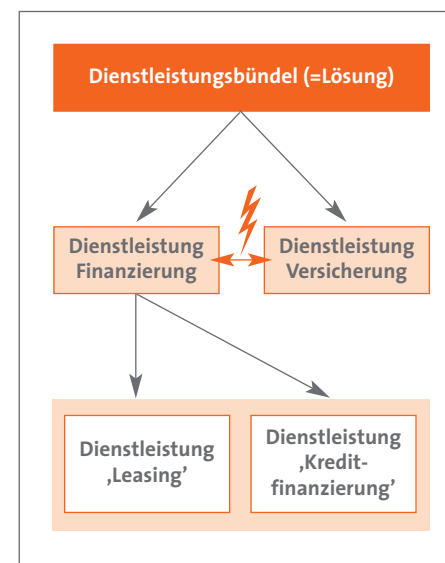 Dienstleistungsbündel (=Lösung)
Dienstleistung
Finanzierung
Dienstleistung
Versicherung
Dienstleistung
‚Leasing’
Dienstleistung
‚Kredit-
finanzierung’